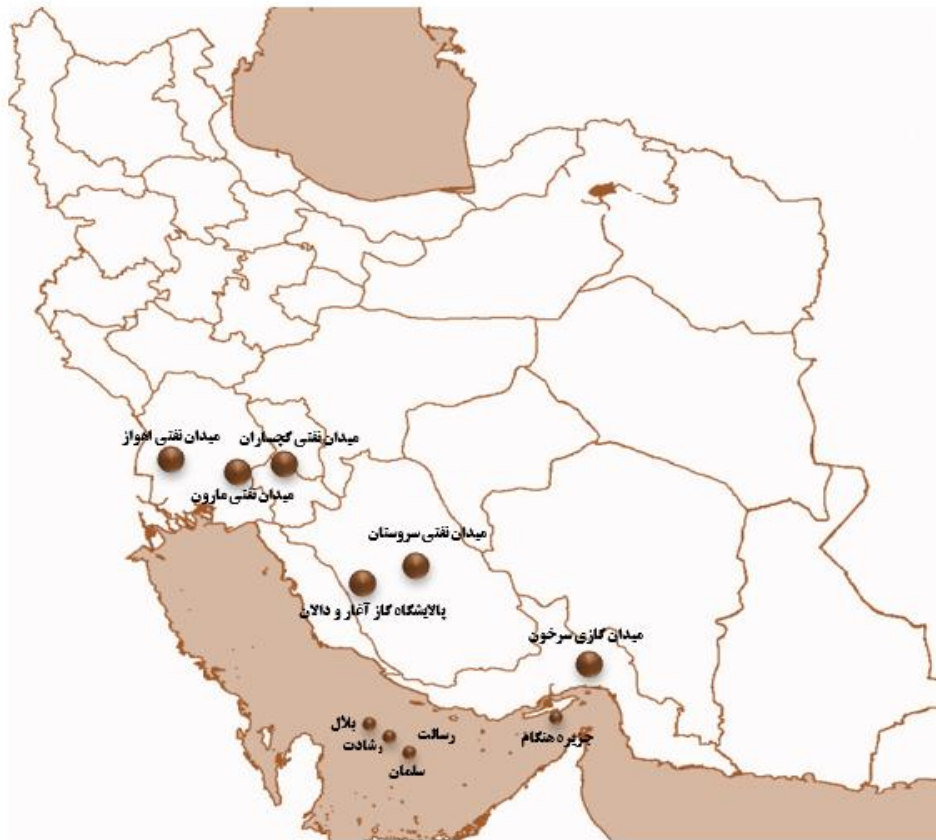 میدان نفتی اهواز
میدان نفتی گچساران
میدان نفتی مارون
میدان نفتی سروستان
پالایشگاه گاز آغار و دالان
میدان گازی سرخون
جزیره هنگام
بلال
رسالت
رشادت
سلمان